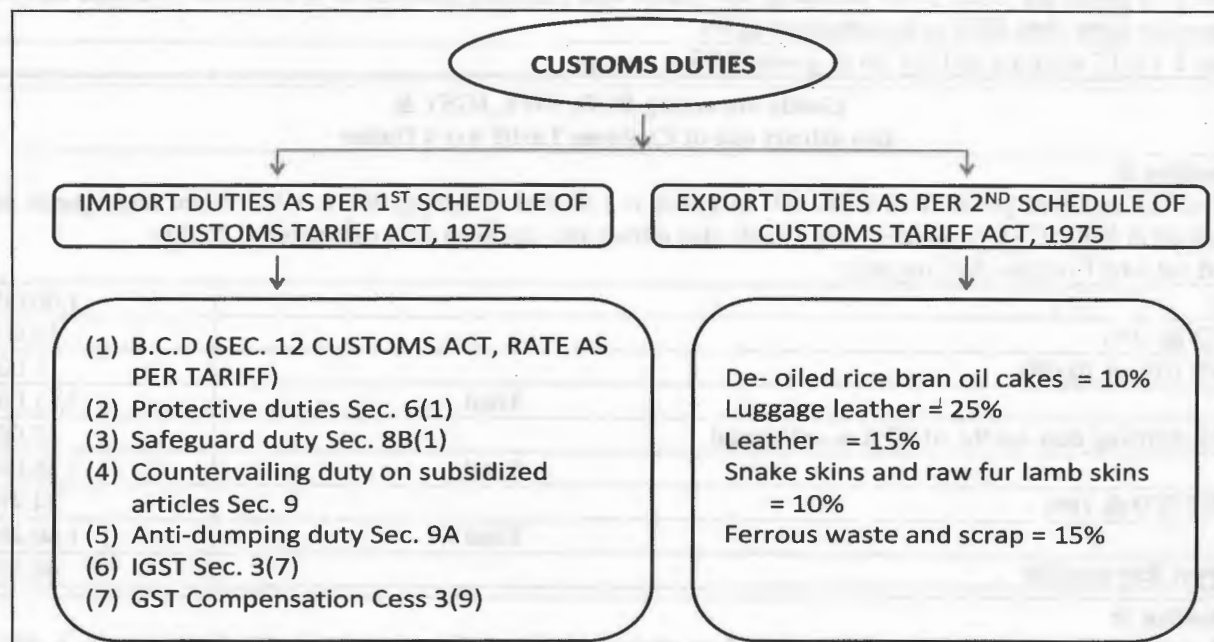 CUSTOMS DUTIES
IMPORT DUTIES AS PER 1ST SCHEDULE OF
CUSTOMS TARIFF ACT, 1975
EXPORT DUTIES AS PER 2ND SCHEDULE OF
CUSTOMS TARIFF ACT, 1975
(1) B.C.D (SEC. 12 CUSTOMS ACT, RATE AS
PER TARIFF)
(2) Protective duties Sec. 6(1)
(3) Safeguard duty Sec. 8B(1)
(4) Countervailing duty on subsidized
articles Sec. 9
(5) Anti-dumping duty Sec. 9A
(6) IGST Sec. 3(7)
(7) GST Compensation Cess 3(9)
De- oiled rice bran oil cakes = 10%
Luggage leather = 25%
Leather = 15%
Snake skins and raw fur lamb skins
= 10%
Ferrous waste and scrap = 15%